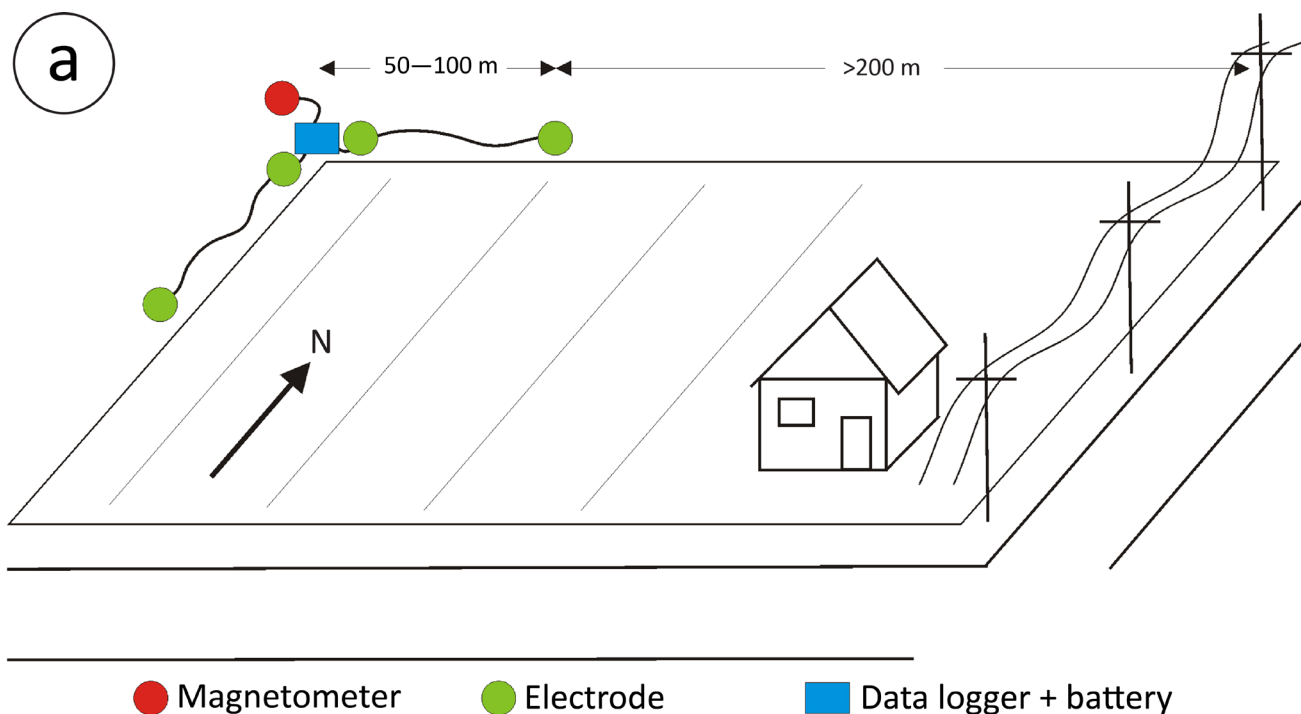 a
50—100 m
>200 m
N
Magnetometer
Electrode
Data logger + battery